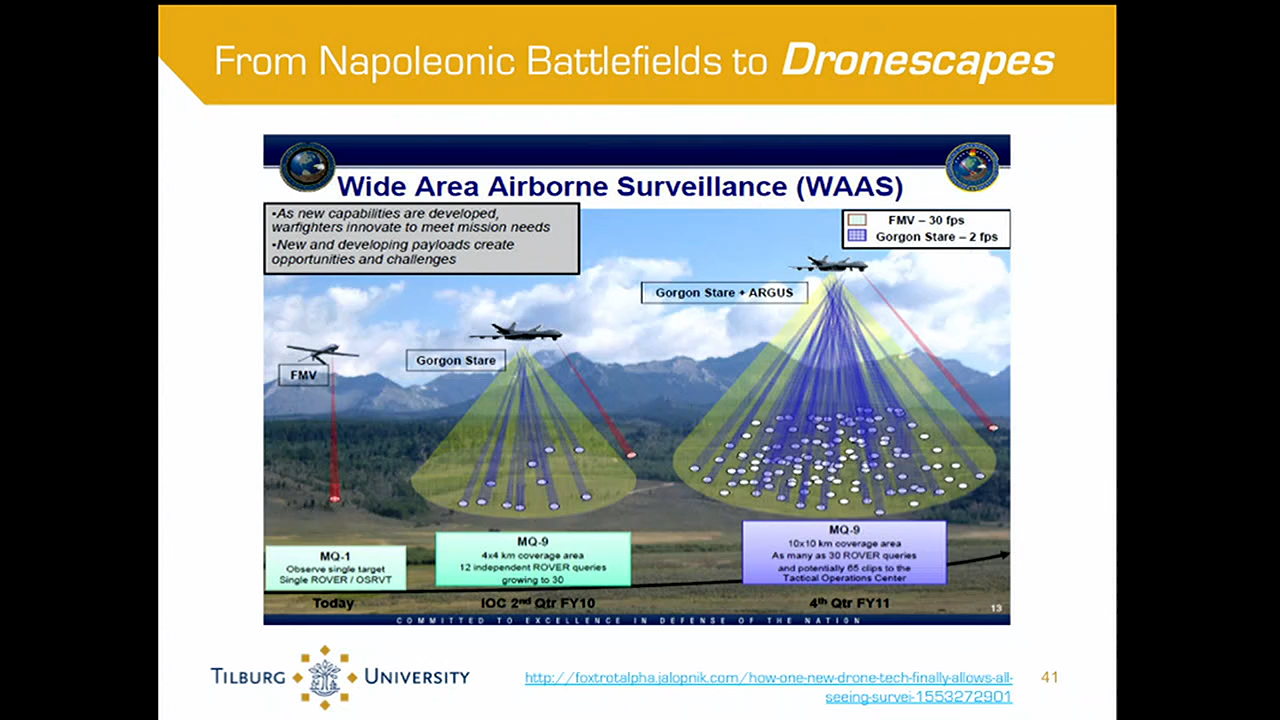 From Napoleonic Battlefields to Dronescapes
Wide Area Airborne Surveillance (WAAS)
•As new capabilities are developed,
warfighters innovate to meet mission needs
•New and developing payloads create
opportunities and challenges
FMV – 30 fps
Gorgon Stare – 2 fps
Gorgon Stare + ARGUS
Gorgon Stare
FMV
MQ-1
Observe single target
Single ROVER / OSRVT
Today
MQ-9
4x4 km coverage area
12 independent ROVER queries
growing to 30
IOC 2nd Qtr FY10
MQ-9
10x10 km coverage area
As many as 30 ROVER queries
and potentially 65 clips to the
Tactical Operations Center
4th Qtr FY11
13
COMMITTED TO EXCELLENCE IN DEFENSE OF THE NATION
TILBURG UNIVERSITY
http://foxtrotalpha.jalopnik.com/how-one-new-drone-tech-finally-allows-all-
seeing-survei-1553272901
41